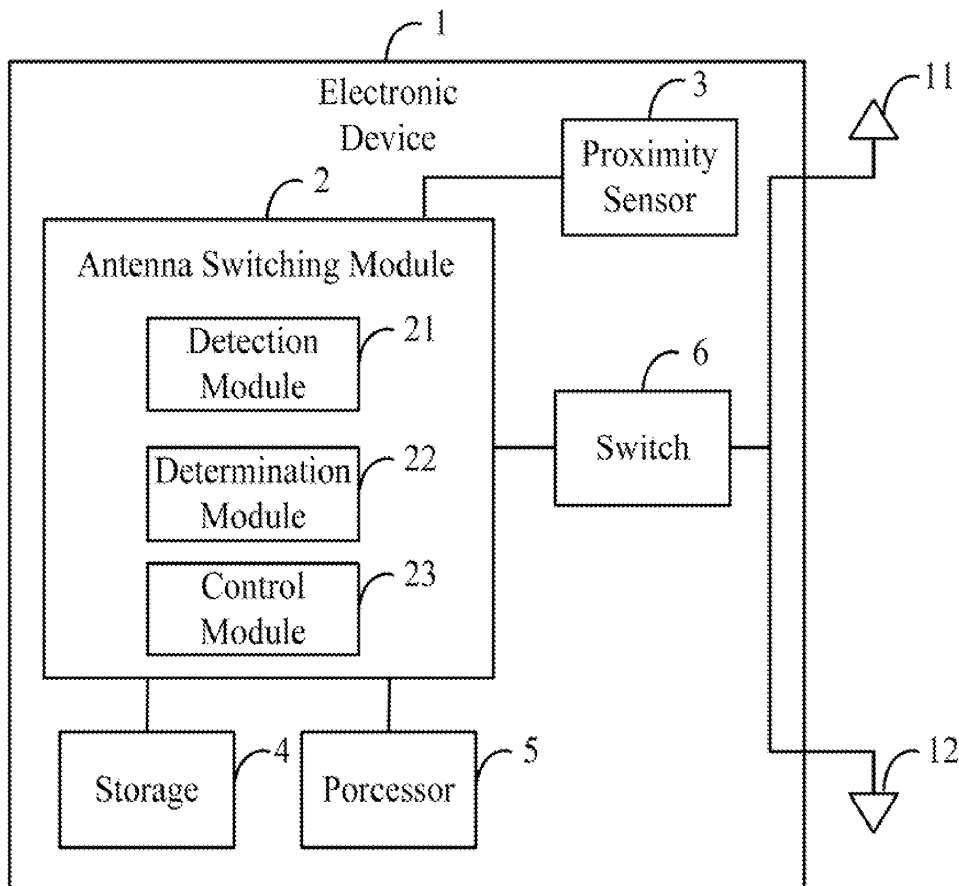 1
Electronic
Device
3
11
Proximity
Sensor
2
Antenna Switching Module
Detection
Module
21
6
Determination
Module
22
Switch
Control
Module
23
Storage
4
Porcessor
5
12